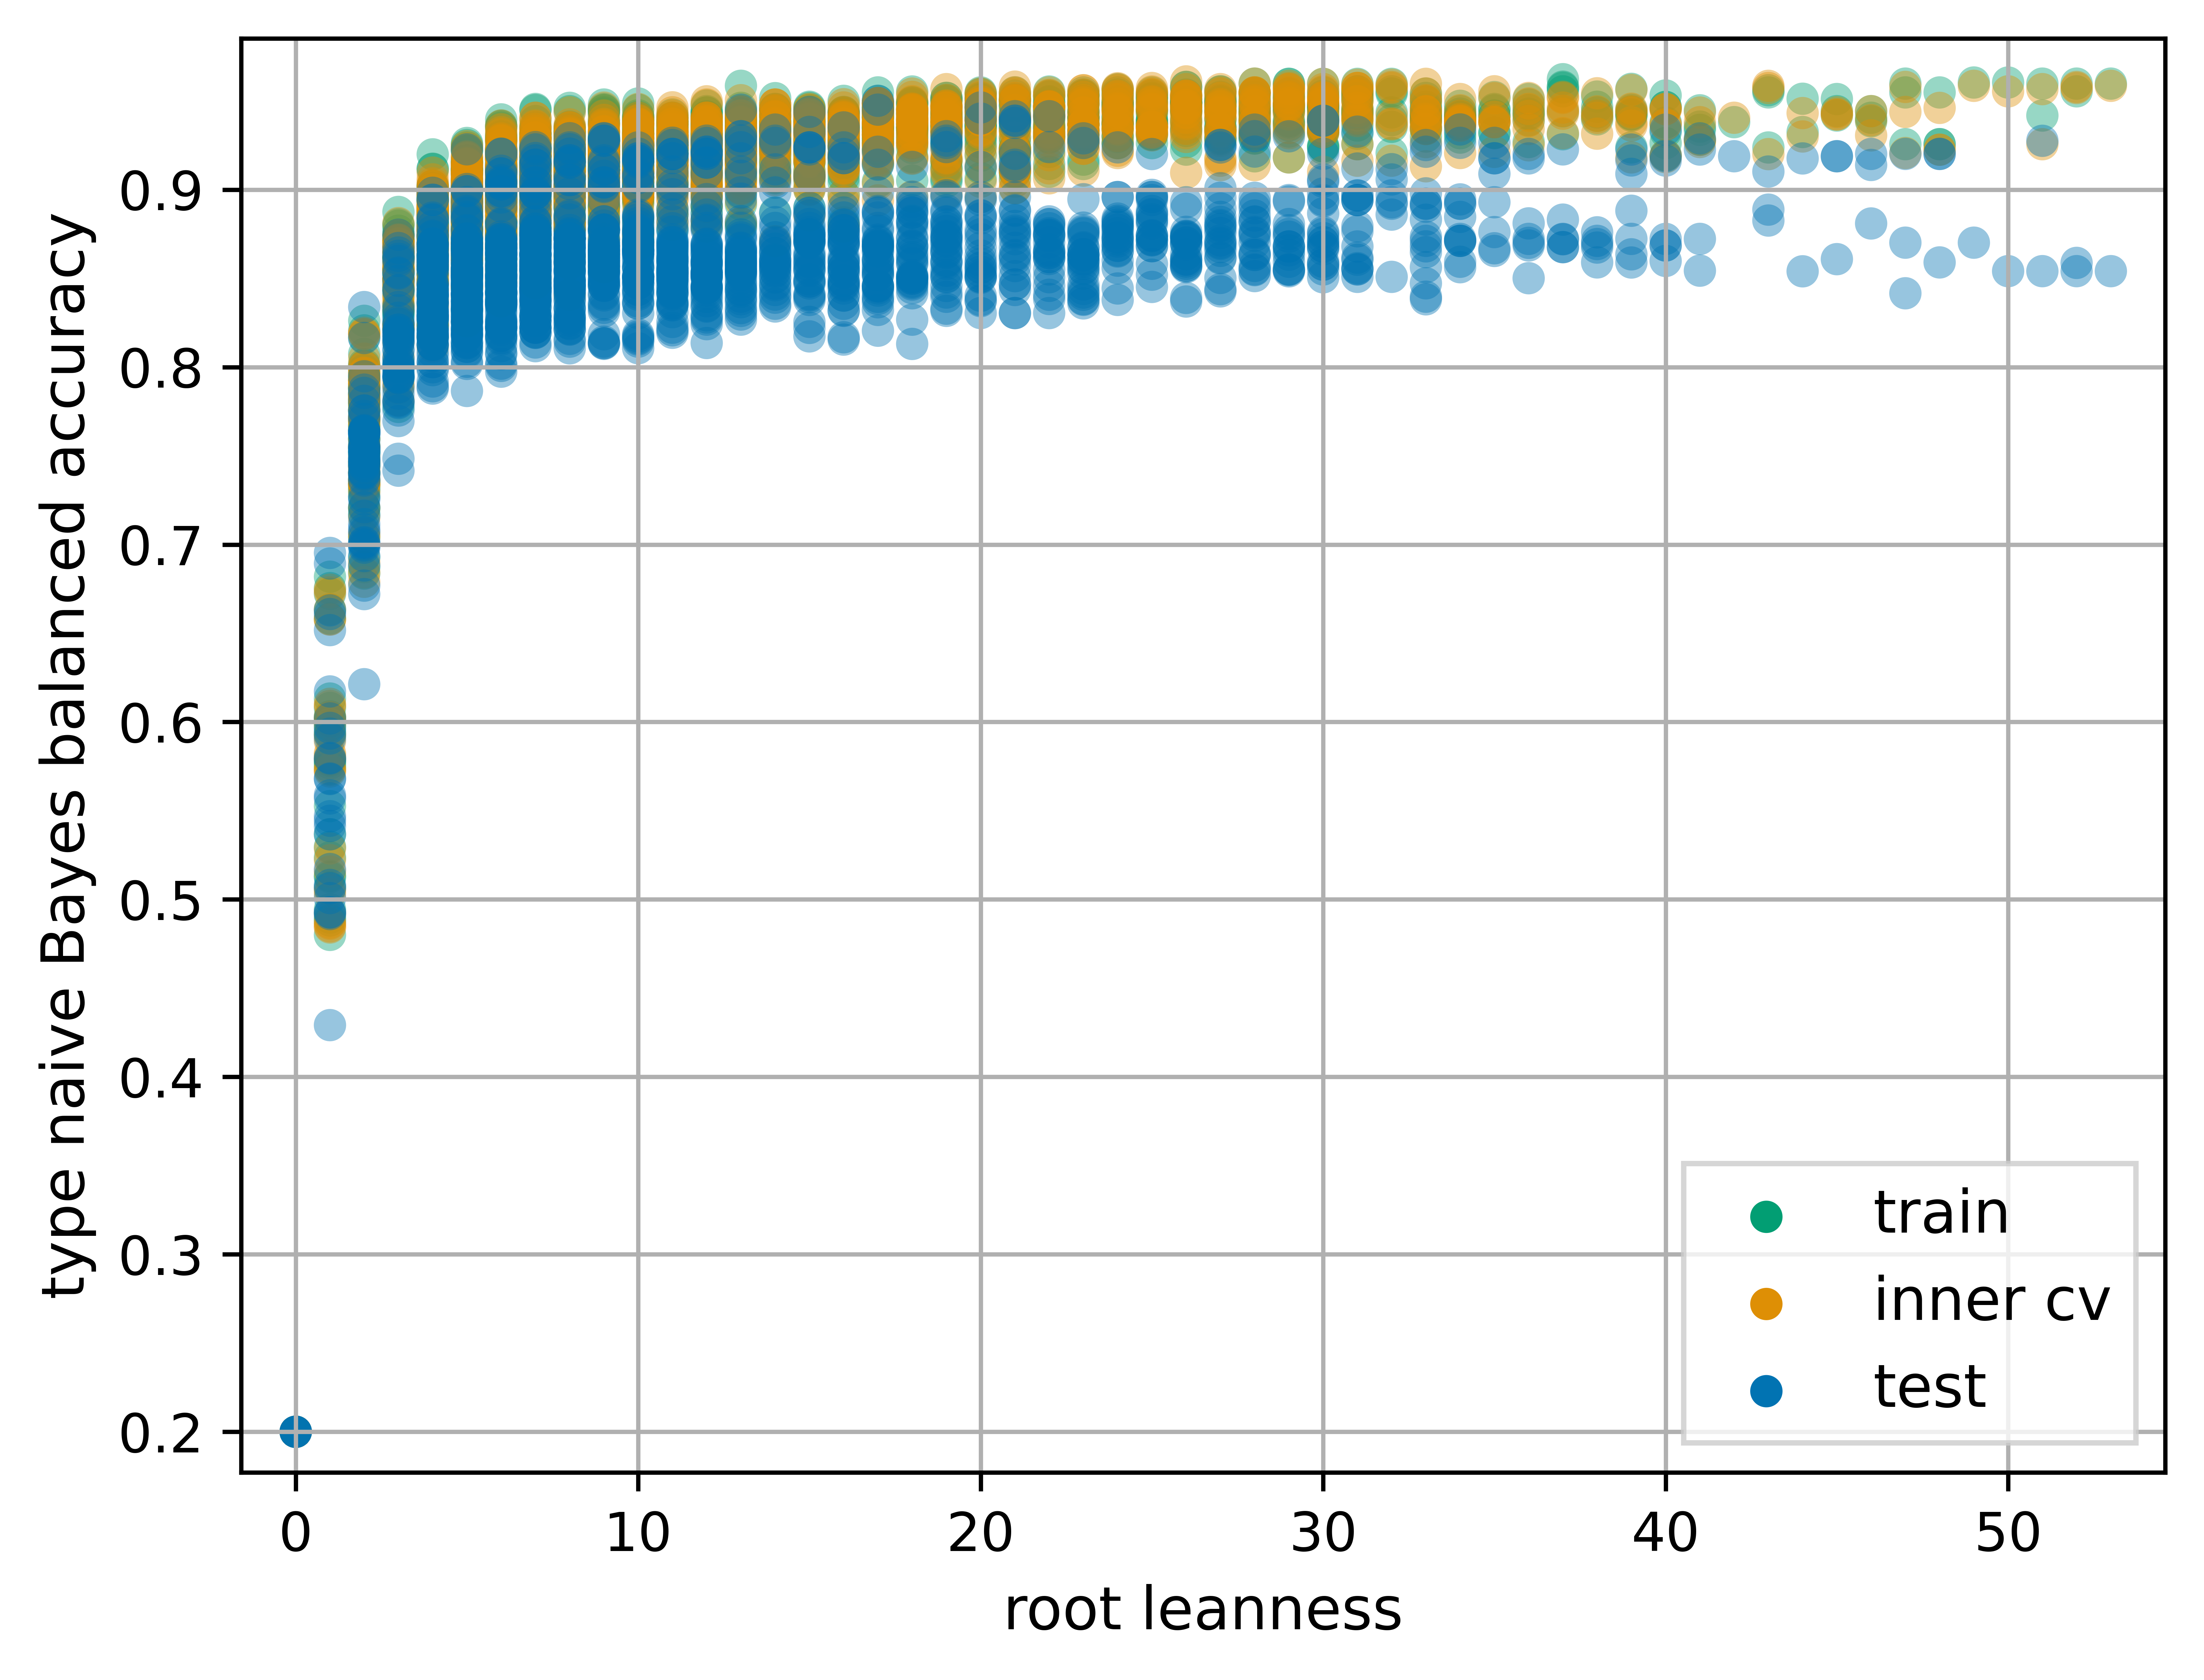 type naive Bayes balanced accuracy
0.9
0.8
0.7
0.6
0.5
0.4
0.3
0.2
0 10 20 30 40 50
root leanness
train
inner cv
test